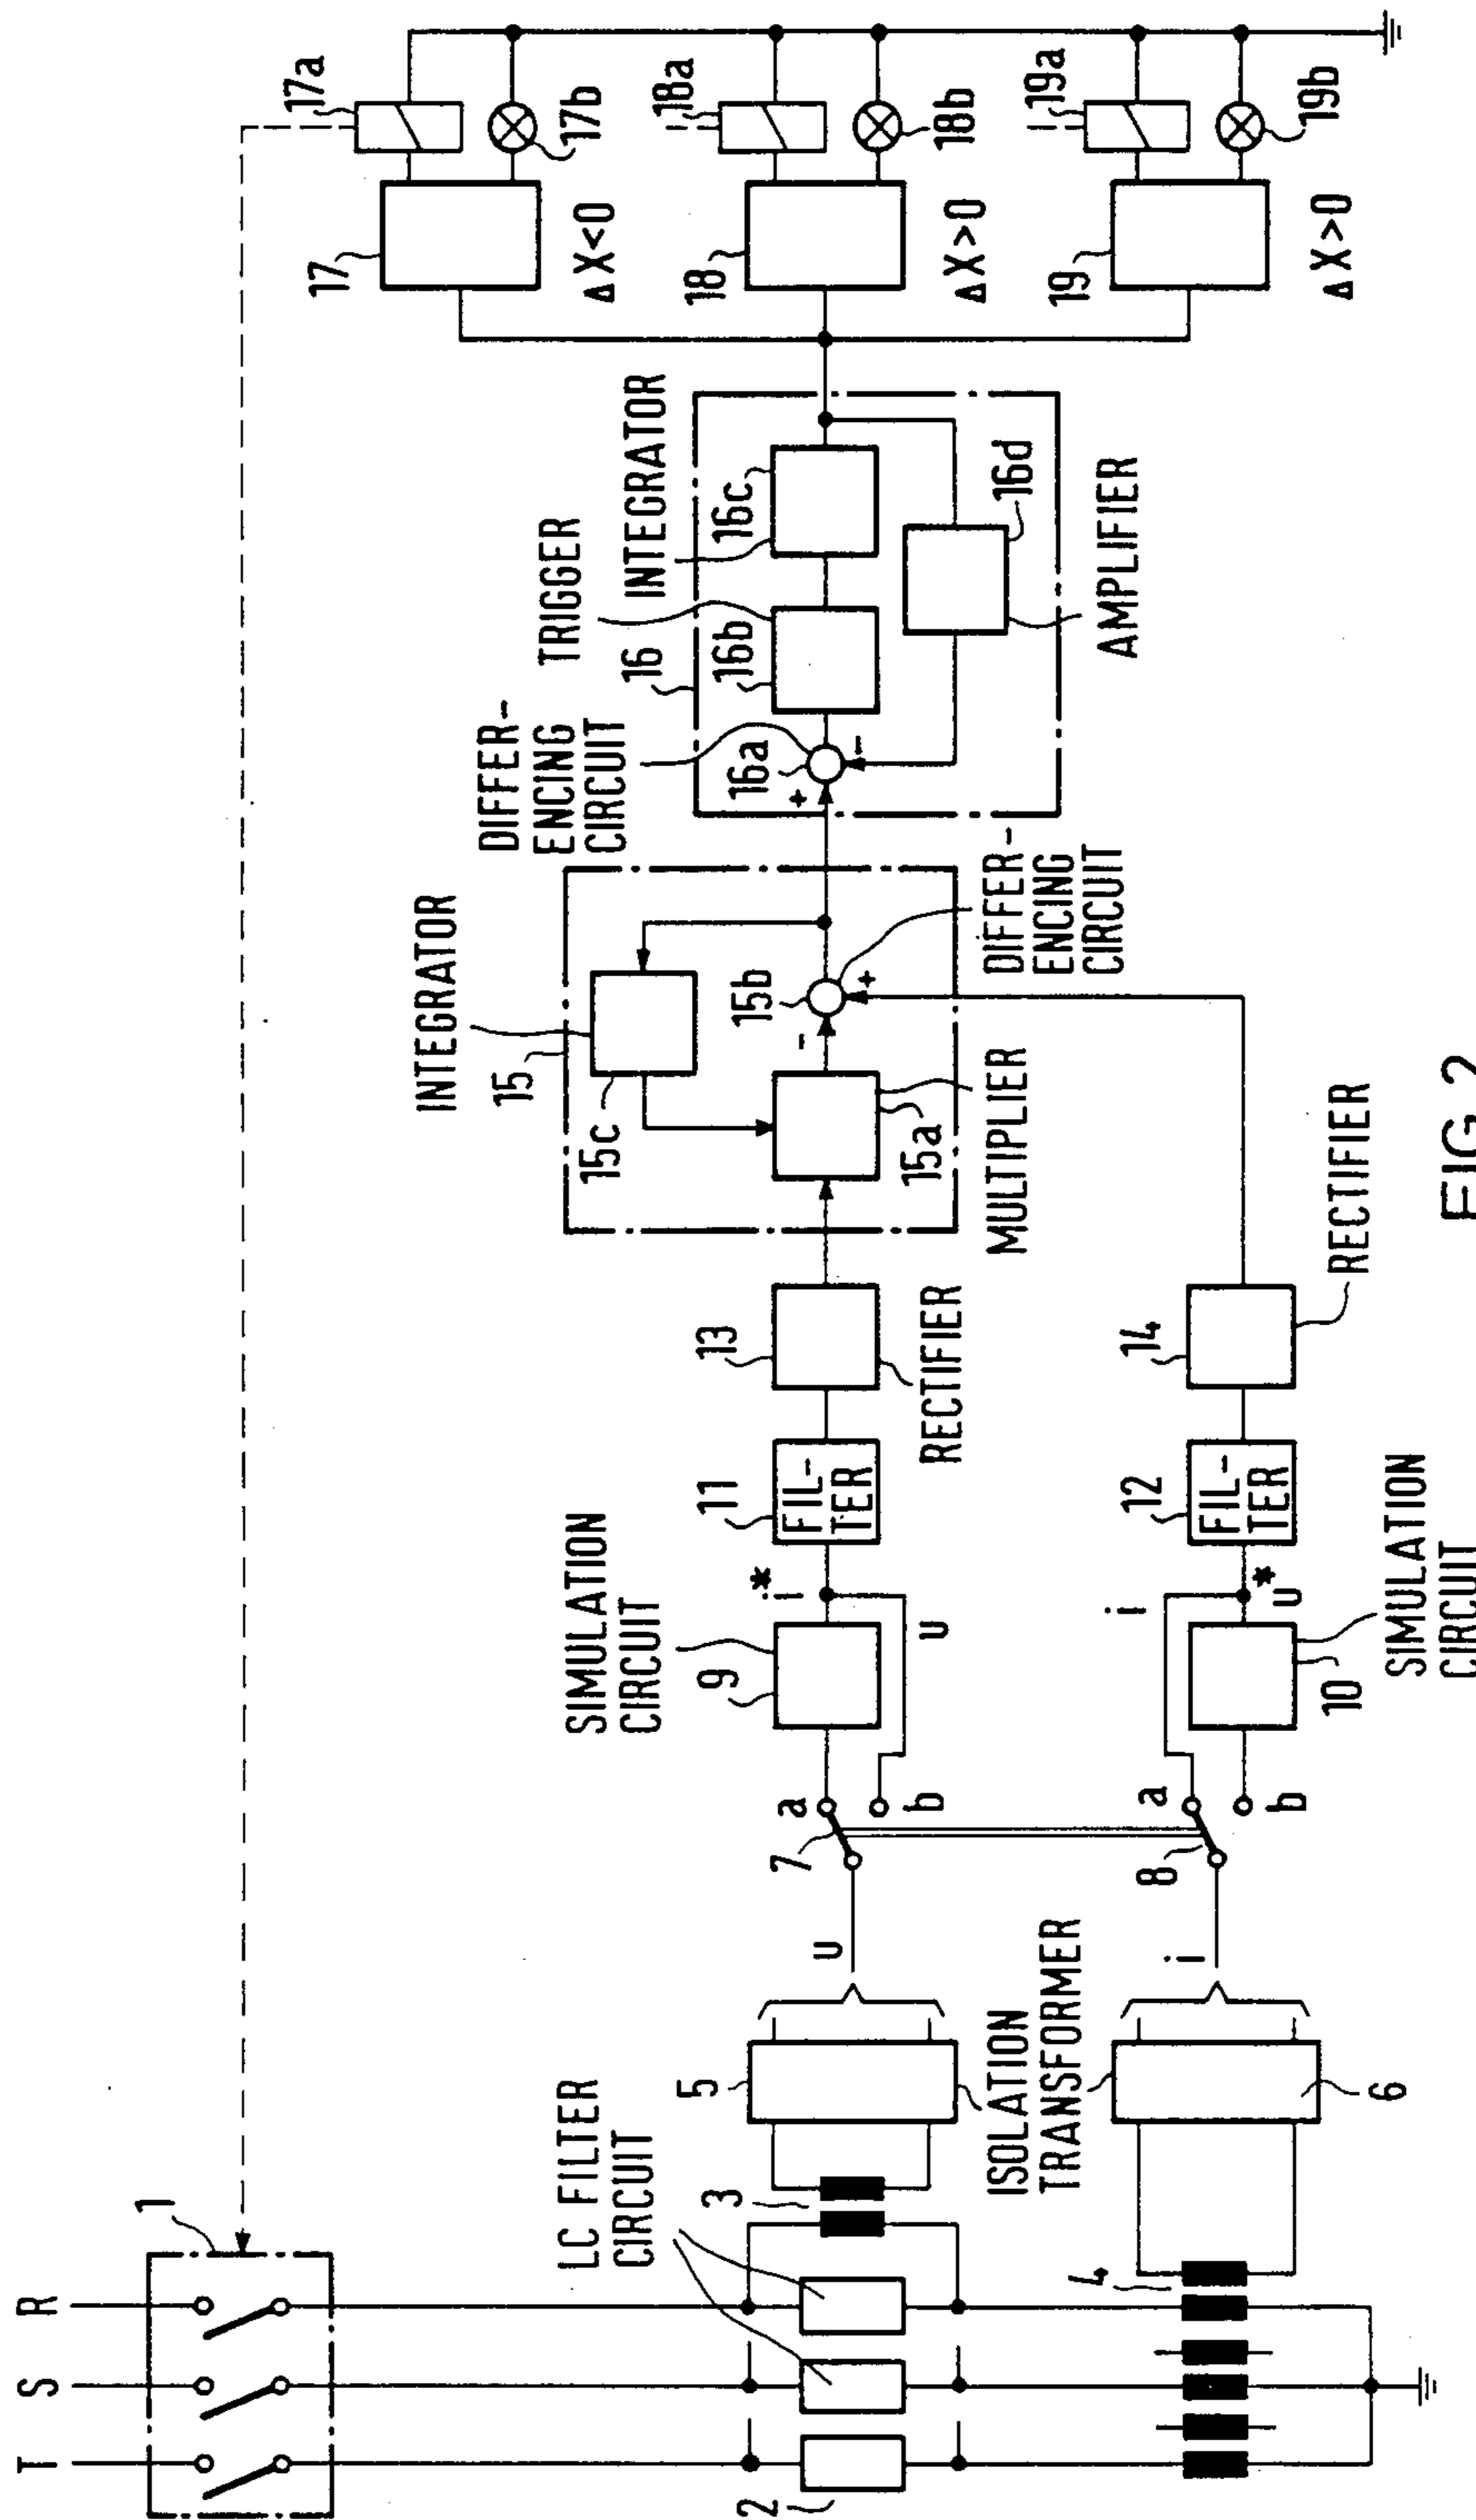 T
S
R
1
2
LC FILTER
CIRCUIT
3
4
5
ISOLATION
TRANSFORMER
6
u
i
7
a
b
8
a
b
SIMULATION
CIRCUIT
9
i*
u
i
u*
10
SIMULATION
CIRCUIT
11
FIL-
TER
12
FIL-
TER
13
RECTIFIER
14
RECTIFIER
INTEGRATOR
15
15c
15a
MULTIPLIER
15b
-
+
DIFFER-
ENCING
CIRCUIT
DIFFER-
ENCING
CIRCUIT
16
16a
+
-
TRIGGER
16b
INTEGRATOR
16c
16d
AMPLIFIER
17
ΔX<0
17a
17b
18
ΔX>0
18a
18b
19
ΔX>0
19a
19b
FIG. 2